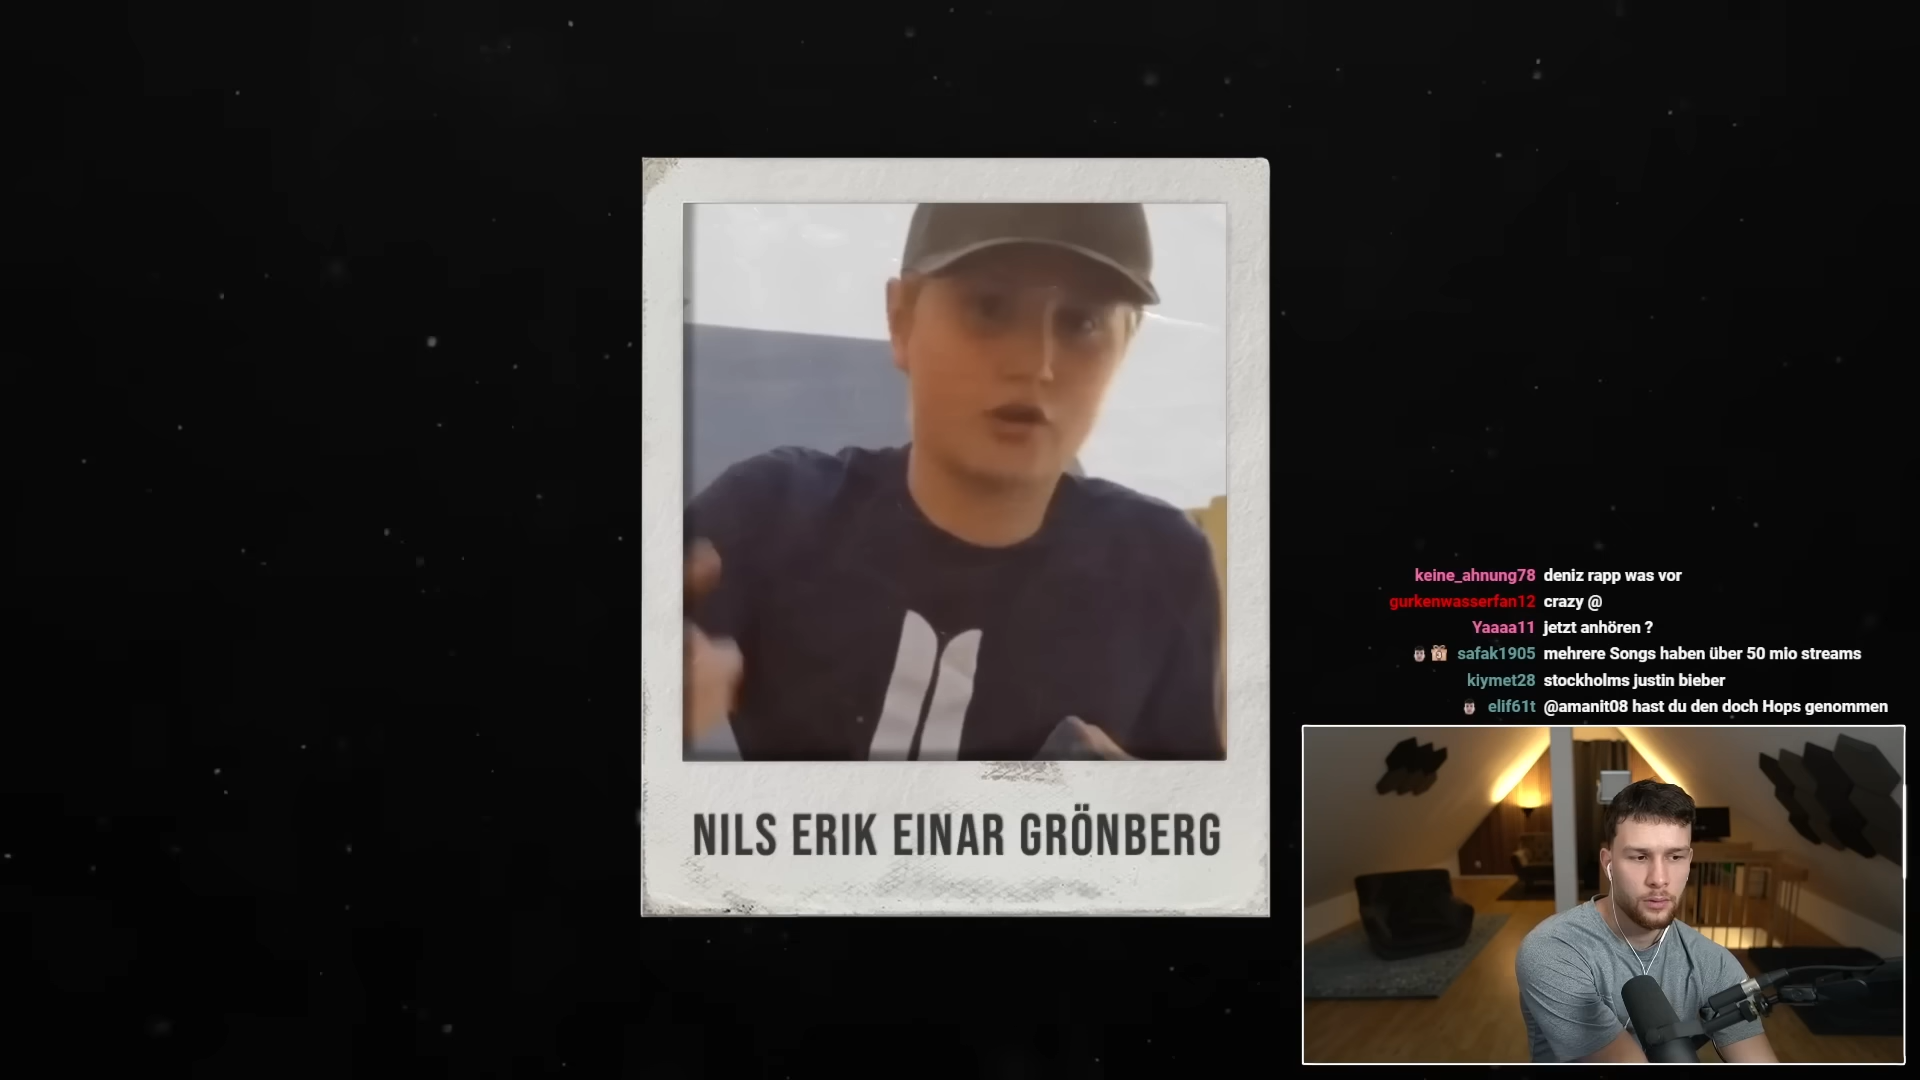 NILS ERIK EINAR GRÖNBERG
keine_ahnung78 deniz rapp was vor
gurkenwasserfan12 crazy @
Yaaaa11 jetzt anhören ?
safak1905 mehrere Songs haben über 50 mio streams
kiymet28 stockholms justin bieber
elif61t @amanit08 hast du den doch Hops genommen